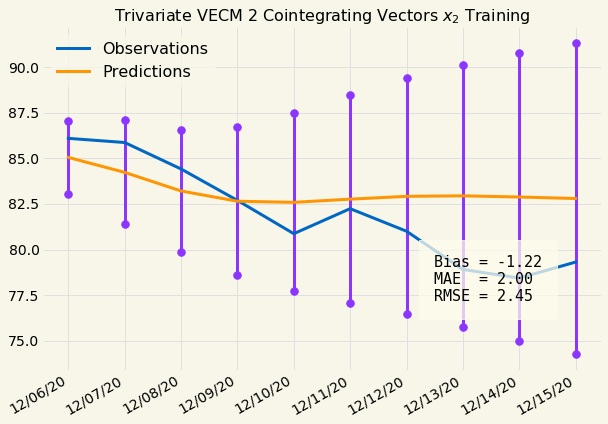 Trivariate VECM 2 Cointegrating Vectors x₂ Training
Observations
Predictions
90.0
87.5
85.0
82.5
80.0
77.5
75.0
Bias = -1.22
MAE  = 2.00
RMSE = 2.45
12/06/20
12/07/20
12/08/20
12/09/20
12/10/20
12/11/20
12/12/20
12/13/20
12/14/20
12/15/20